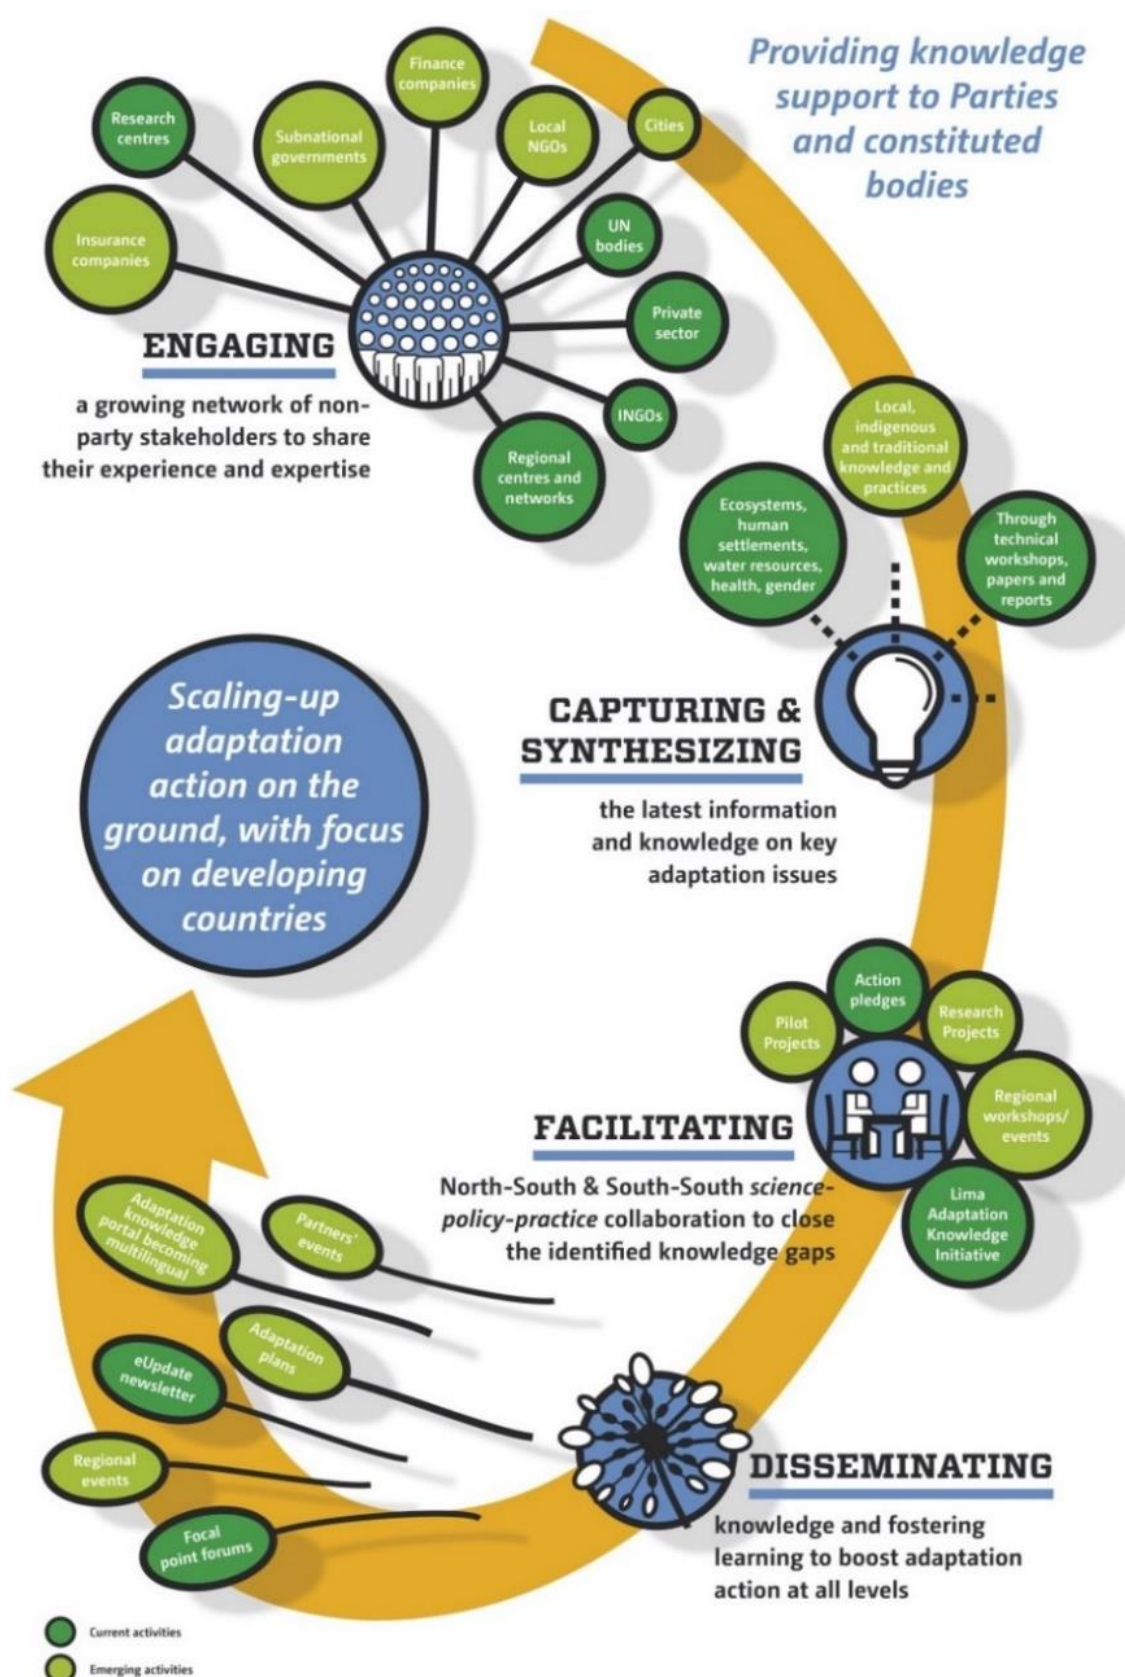 Providing knowledge
support to Parties
and constituted
bodies
Finance
companies
Research
centres
Subnational
governments
Local
NGOs
Cities
Insurance
companies
UN
bodies
Private
sector
INGOs
Regional
centres and
networks
ENGAGING
a growing network of non-
party stakeholders to share
their experience and expertise
Local,
indigenous
and traditional
knowledge and
practices
Ecosystems,
human
settlements,
water resources,
health, gender
Through
technical
workshops,
papers and
reports
CAPTURING &
SYNTHESIZING
the latest information
and knowledge on key
adaptation issues
Scaling-up
adaptation
action on the
ground, with focus
on developing
countries
Action
pledges
Pilot
Projects
Research
Projects
Regional
workshops/
events
Lima
Adaptation
Knowledge
Initiative
FACILITATING
North-South & South-South science-
policy-practice collaboration to close
the identified knowledge gaps
Adaptation
knowledge
portal becoming
multilingual
Partners'
events
Adaptation
plans
eUpdate
newsletter
Regional
events
Focal
point forums
DISSEMINATING
knowledge and fostering
learning to boost adaptation
action at all levels
Current activities
Emerging activities